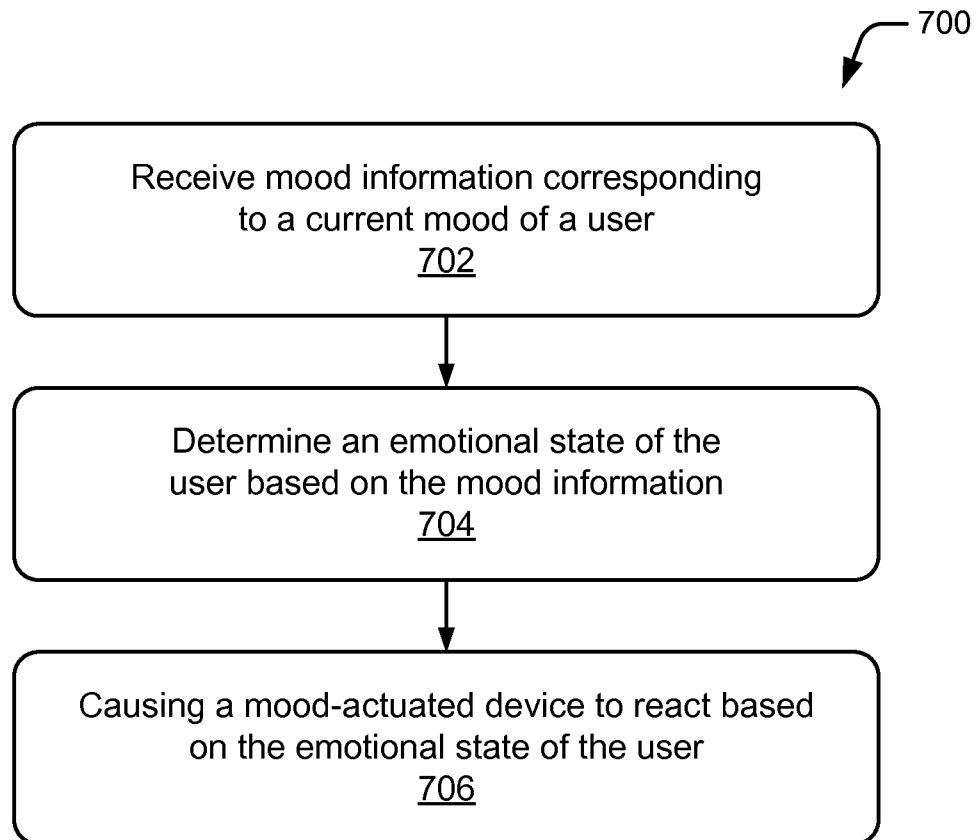 700
Receive mood information corresponding
to a current mood of a user
702
Determine an emotional state of the
user based on the mood information
704
Causing a mood-actuated device to react based
on the emotional state of the user
706